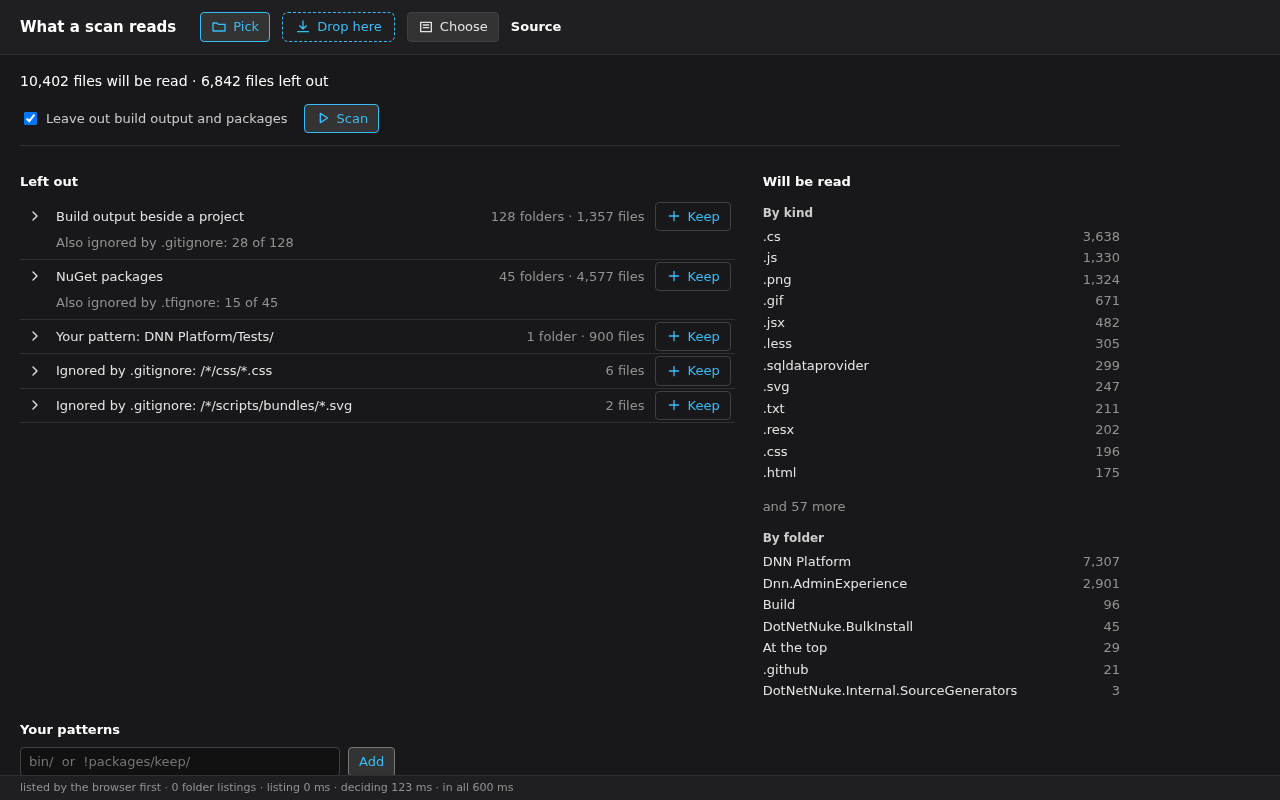 What a scan reads Pick Drop here Choose Source
10,402 files will be read · 6,842 files left out
Leave out build output and packages Scan
Left out
Build output beside a project 128 folders · 1,357 files Keep
Also ignored by .gitignore: 28 of 128
NuGet packages 45 folders · 4,577 files Keep
Also ignored by .tfignore: 15 of 45
Your pattern: DNN Platform/Tests/ 1 folder · 900 files Keep
Ignored by .gitignore: /*/css/*.css 6 files Keep
Ignored by .gitignore: /*/scripts/bundles/*.svg 2 files Keep
Will be read
By kind
.cs 3,638
.js 1,330
.png 1,324
.gif 671
.jsx 482
.less 305
.sqldataprovider 299
.svg 247
.txt 211
.resx 202
.css 196
.html 175
and 57 more
By folder
DNN Platform 7,307
Dnn.AdminExperience 2,901
Build 96
DotNetNuke.BulkInstall 45
At the top 29
.github 21
DotNetNuke.Internal.SourceGenerators 3
Your patterns
bin/ or !packages/keep/ Add
listed by the browser first · 0 folder listings · listing 0 ms · deciding 123 ms · in all 600 ms